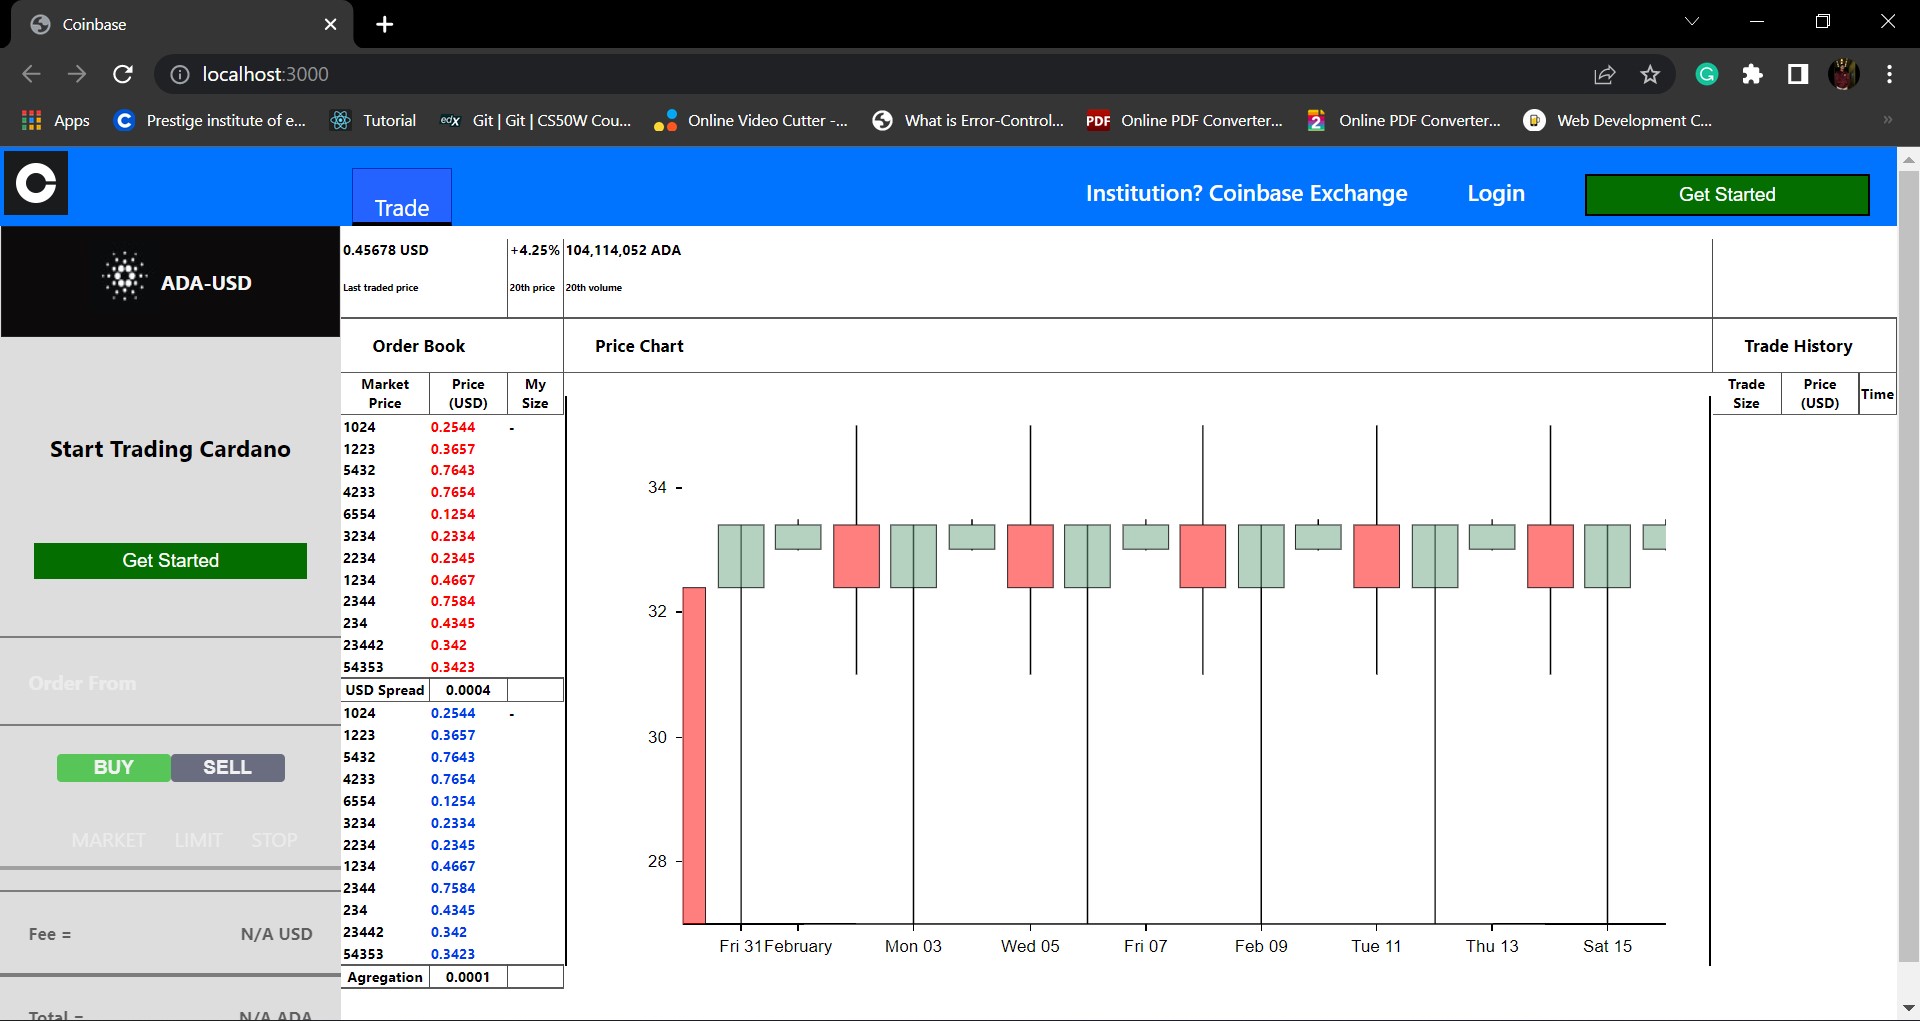 Coinbase
localhost:3000
Apps
Prestige institute of e...
Tutorial
edX
Git | Git | CS50W Cou...
Online Video Cutter -...
What is Error-Control...
PDF
Online PDF Converter...
2
Online PDF Converter...
Web Development C...
»
Trade
Institution? Coinbase Exchange
Login
Get Started
ADA-USD
Start Trading Cardano
Get Started
Order From
BUY SELL
MARKET LIMIT STOP
Fee = N/A USD
Total = N/A ADA
0.45678 USD +4.25% 104,114,052 ADA
Last traded price 20th price 20th volume
Order Book
Market Price Price (USD) My Size
1024 0.2544 -
1223 0.3657
5432 0.7643
4233 0.7654
6554 0.1254
3234 0.2334
2234 0.2345
1234 0.4667
2344 0.7584
234 0.4345
23442 0.342
54353 0.3423
USD Spread 0.0004
1024 0.2544 -
1223 0.3657
5432 0.7643
4233 0.7654
6554 0.1254
3234 0.2334
2234 0.2345
1234 0.4667
2344 0.7584
234 0.4345
23442 0.342
54353 0.3423
Agregation 0.0001
Price Chart
34
32
30
28
Fri 31 February Mon 03 Wed 05 Fri 07 Feb 09 Tue 11 Thu 13 Sat 15
Trade History
Trade Size Price (USD) Time